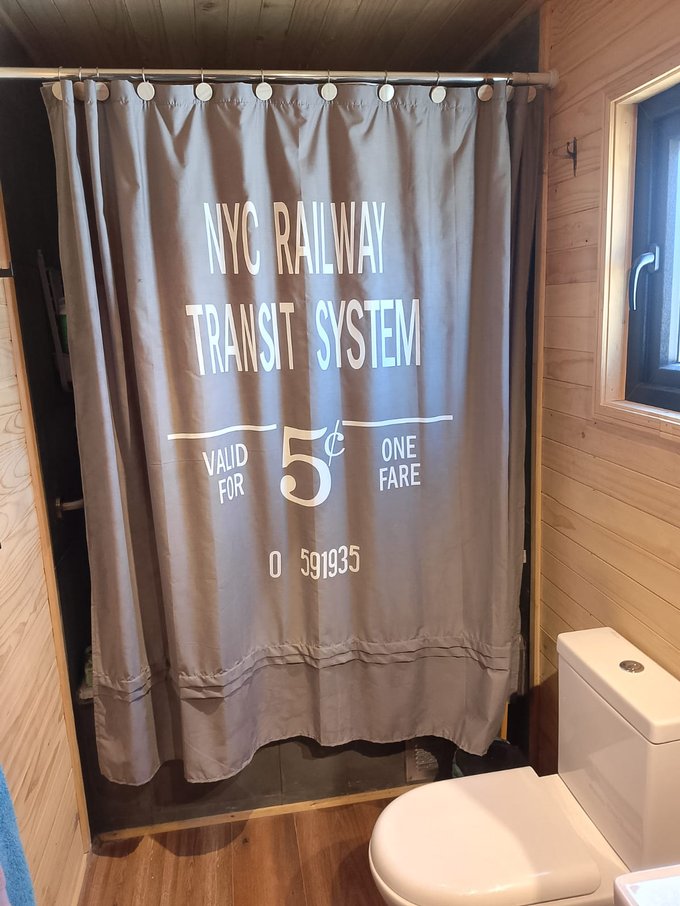 NYC RAILWAY
TRANSIT SYSTEM
VALID FOR
5¢
ONE FARE
0 591935